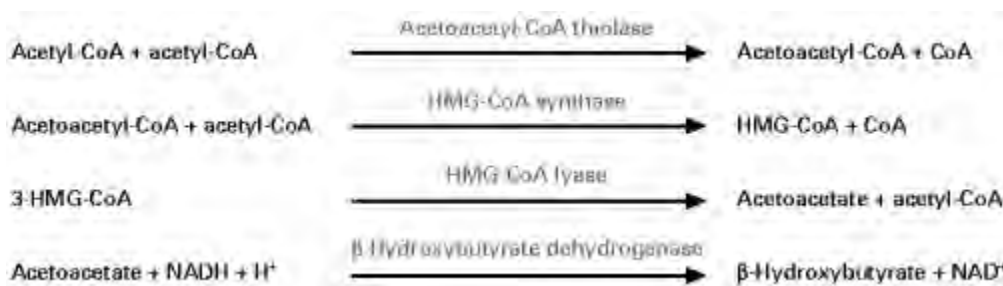 Acetoacetyl-CoA thiolase
Acetyl-CoA + acetyl-CoA Acetoacetyl-CoA + CoA
HMG-CoA synthase
Acetoacetyl-CoA + acetyl-CoA HMG-CoA + CoA
HMG-CoA lyase
3-HMG-CoA Acetoacetate + acetyl-CoA
β-Hydroxybutyrate dehydrogenase
Acetoacetate + NADH + H⁺ β-Hydroxybutyrate + NAD⁺